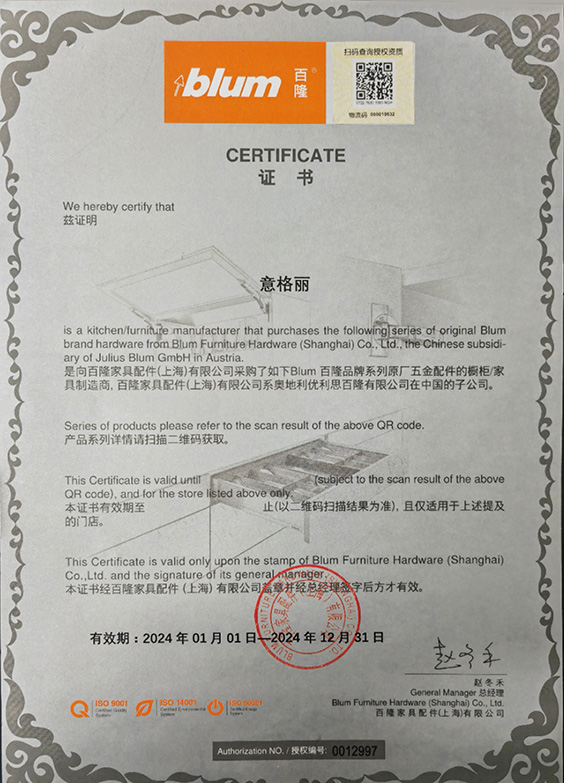 扫码查询授权资质
blum 百隆®
物流码
CERTIFICATE
证 书
We hereby certify that
兹证明
意格丽
is a kitchen/furniture manufacturer that purchases the following series of original Blum
brand hardware from Blum Furniture Hardware (Shanghai) Co., Ltd., the Chinese subsidi-
ary of Julius Blum GmbH in Austria.
是向百隆家具配件(上海)有限公司采购了如下Blum 百隆品牌系列原厂五金配件的橱柜/家
具制造商, 百隆家具配件(上海)有限公司系奥地利优利思百隆有限公司在中国的子公司。
Series of products please refer to the scan result of the above QR code.
产品系列详情请扫描二维码获取。
This Certificate is valid until (subject to the scan result of the above
QR code), and for the store listed above only.
本证书有效期至 止(以二维码扫描结果为准), 且仅适用于上述提及
的门店。
This Certificate is valid only upon the stamp of Blum Furniture Hardware (Shanghai)
Co.,Ltd. and the signature of its general manager.
本证书经百隆家具配件 (上海) 有限公司盖章并经总经理签字后方才有效。
有效期：2024 年 01 月 01 日—2024 年 12 月 31 日
赵冬禾
赵冬禾
General Manager 总经理
Blum Furniture Hardware (Shanghai) Co., Ltd.
百隆家具配件(上海)有限公司
ISO 9001 ISO 14001 ISO 50001
Certified Quality System Certified Environmental System
Authorization NO. / 授权编号: 0012997